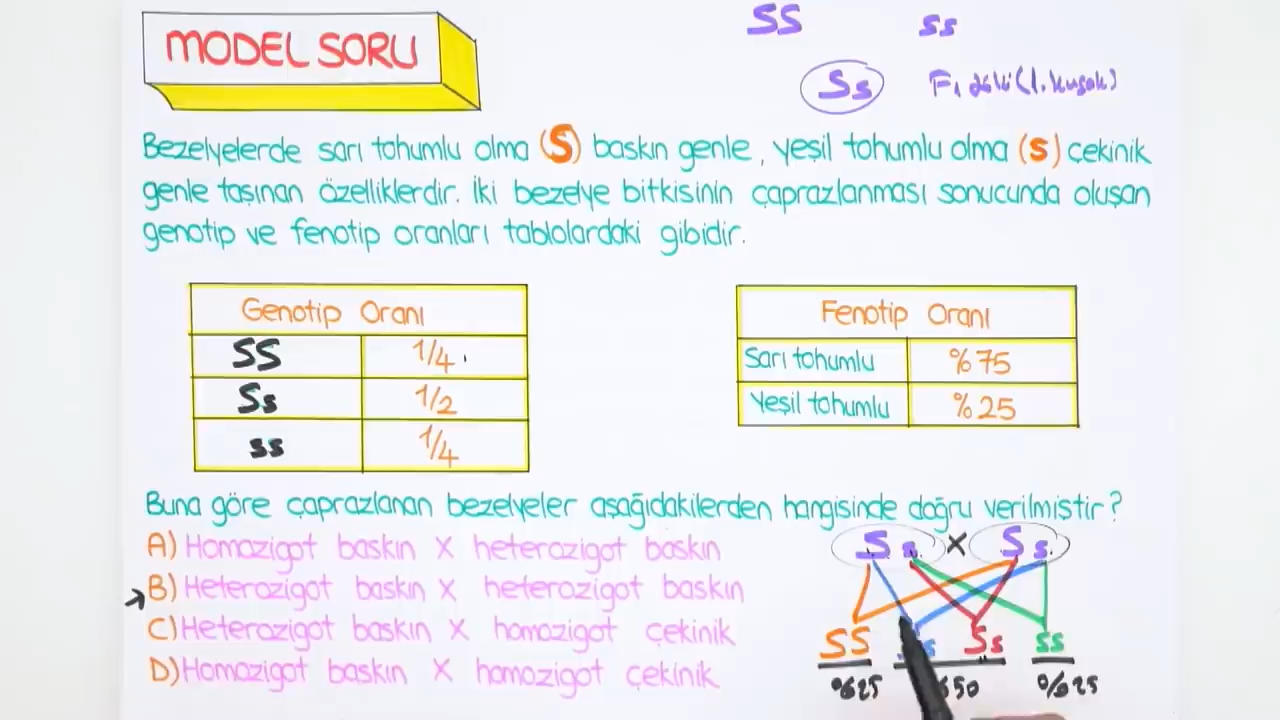 SS ss
MODEL SORU
Ss F₁ dölü (1. kuşak)
Bezelyelerde sarı tohumlu olma (S) baskın genle, yeşil tohumlu olma (s) çekinik
genle taşınan özelliklerdir. İki bezelye bitkisinin çaprazlanması sonucunda oluşan
genotip ve fenotip oranları tablolardaki gibidir.
Genotip Oranı
SS 1/4
Ss 1/2
ss 1/4
Fenotip Oranı
Sarı tohumlu %75
Yeşil tohumlu %25
Buna göre çaprazlanan bezelyeler aşağıdakilerden hangisinde doğru verilmiştir?
A) Homozigot baskın X heterozigot baskın
B) Heterozigot baskın X heterozigot baskın
C) Heterozigot baskın X homozigot çekinik
D) Homozigot baskın X homozigot çekinik
Ss X Ss
SS s Ss ss
%25 50 %25